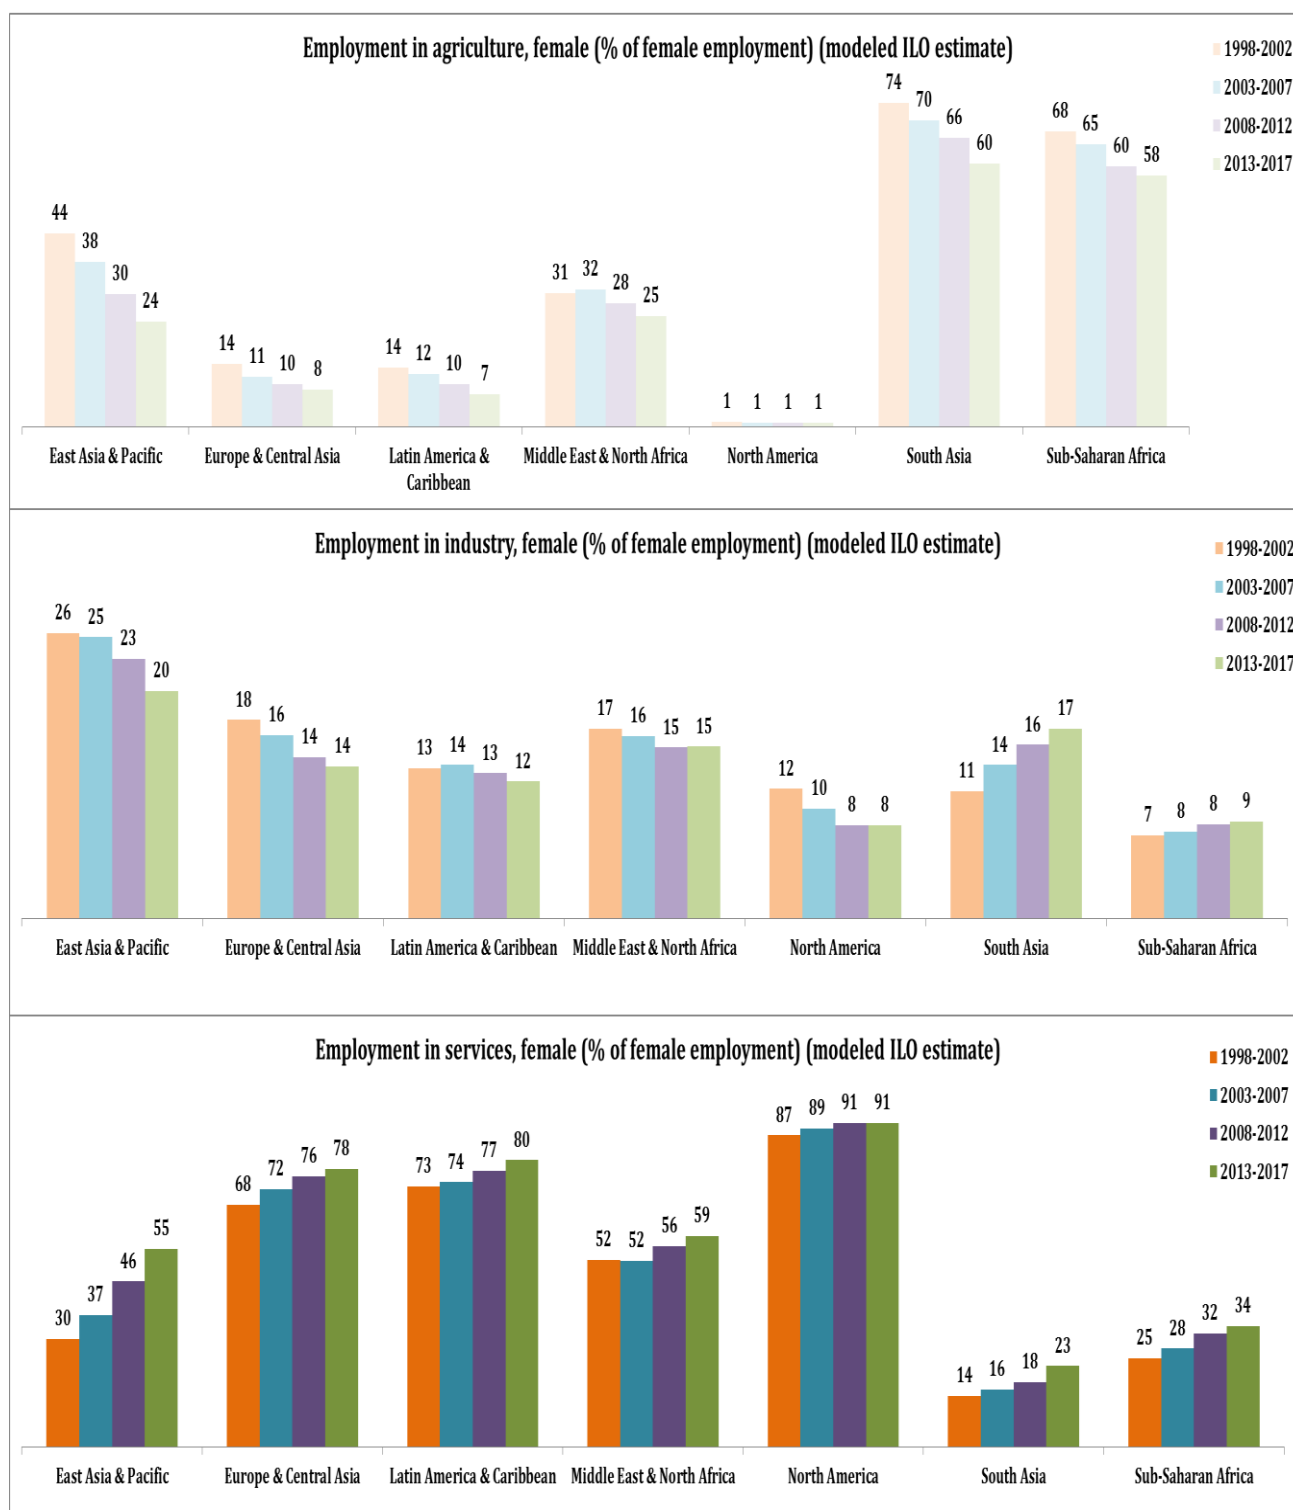 Employment in agriculture, female (% of female employment) (modeled ILO estimate)
1998-2002
2003-2007
2008-2012
2013-2017
44 38 30 24
14 11 10 8
14 12 10 7
31 32 28 25
1 1 1 1
74 70 66 60
68 65 60 58
East Asia & Pacific
Europe & Central Asia
Latin America &
Caribbean
Middle East & North Africa
North America
South Asia
Sub-Saharan Africa
Employment in industry, female (% of female employment) (modeled ILO estimate)
1998-2002
2003-2007
2008-2012
2013-2017
26 25 23 20
18 16 14 14
13 14 13 12
17 16 15 15
12 10 8 8
11 14 16 17
7 8 8 9
East Asia & Pacific
Europe & Central Asia
Latin America & Caribbean
Middle East & North Africa
North America
South Asia
Sub-Saharan Africa
Employment in services, female (% of female employment) (modeled ILO estimate)
1998-2002
2003-2007
2008-2012
2013-2017
30 37 46 55
68 72 76 78
73 74 77 80
52 52 56 59
87 89 91 91
14 16 18 23
25 28 32 34
East Asia & Pacific
Europe & Central Asia
Latin America & Caribbean
Middle East & North Africa
North America
South Asia
Sub-Saharan Africa